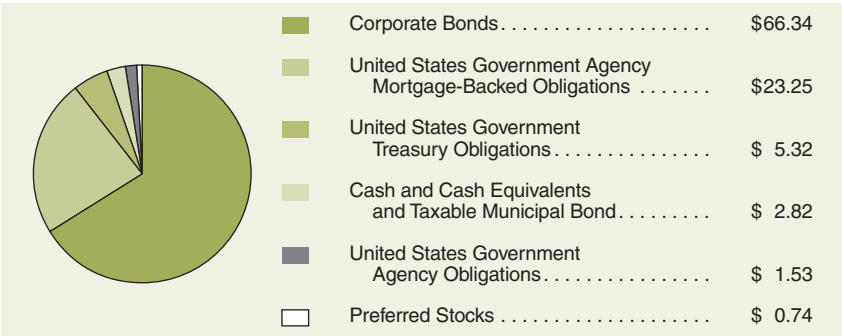 Corporate Bonds..................... $66.34
United States Government Agency
Mortgage-Backed Obligations ....... $23.25
United States Government
Treasury Obligations............... $ 5.32
Cash and Cash Equivalents
and Taxable Municipal Bond......... $ 2.82
United States Government
Agency Obligations................ $ 1.53
Preferred Stocks ..................... $ 0.74